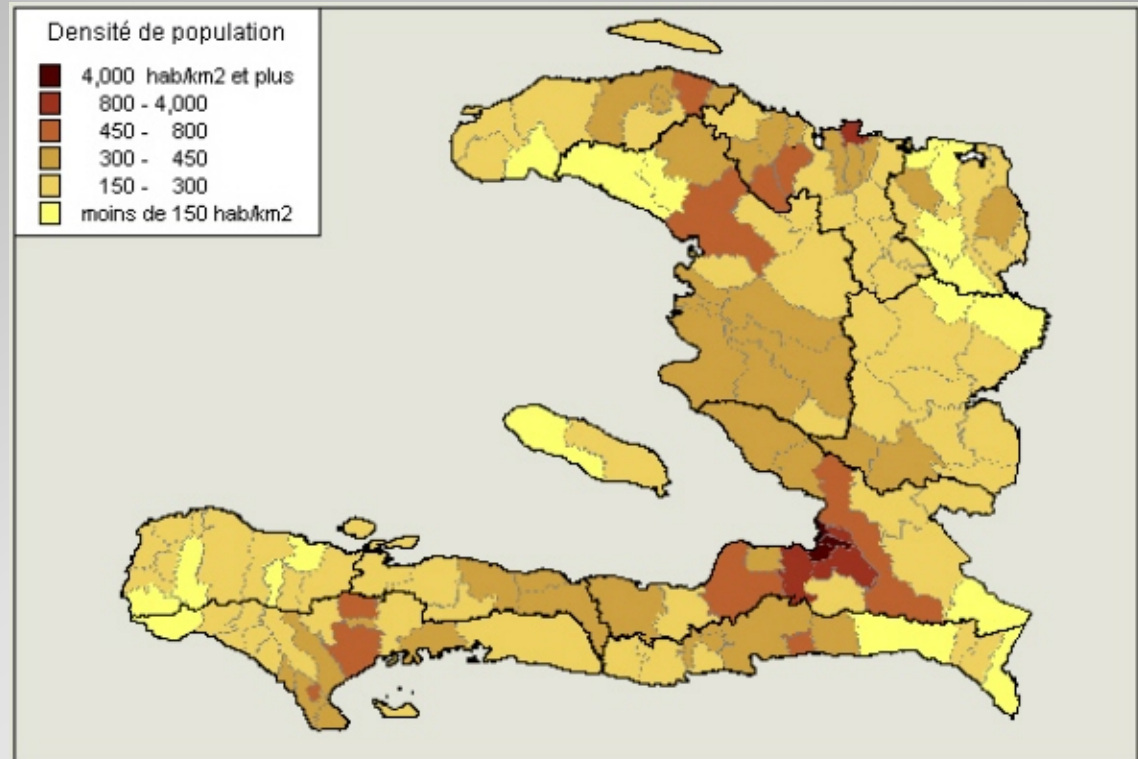 Densité de population
4,000 hab/km2 et plus
800 - 4,000
450 - 800
300 - 450
150 - 300
moins de 150 hab/km2